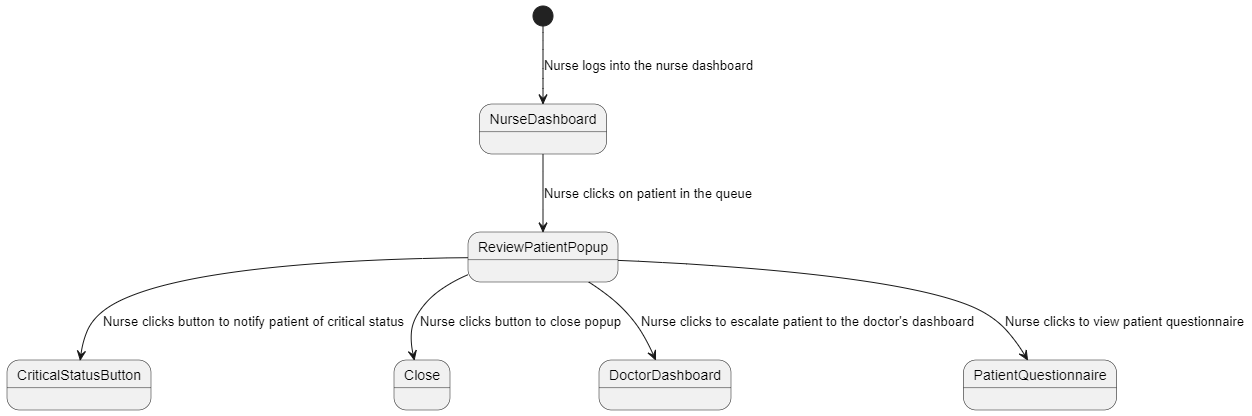 Nurse logs into the nurse dashboard
NurseDashboard
Nurse clicks on patient in the queue
ReviewPatientPopup
Nurse clicks button to notify patient of critical status
Nurse clicks button to close popup
Nurse clicks to escalate patient to the doctor's dashboard
Nurse clicks to view patient questionnaire
CriticalStatusButton
Close
DoctorDashboard
PatientQuestionnaire